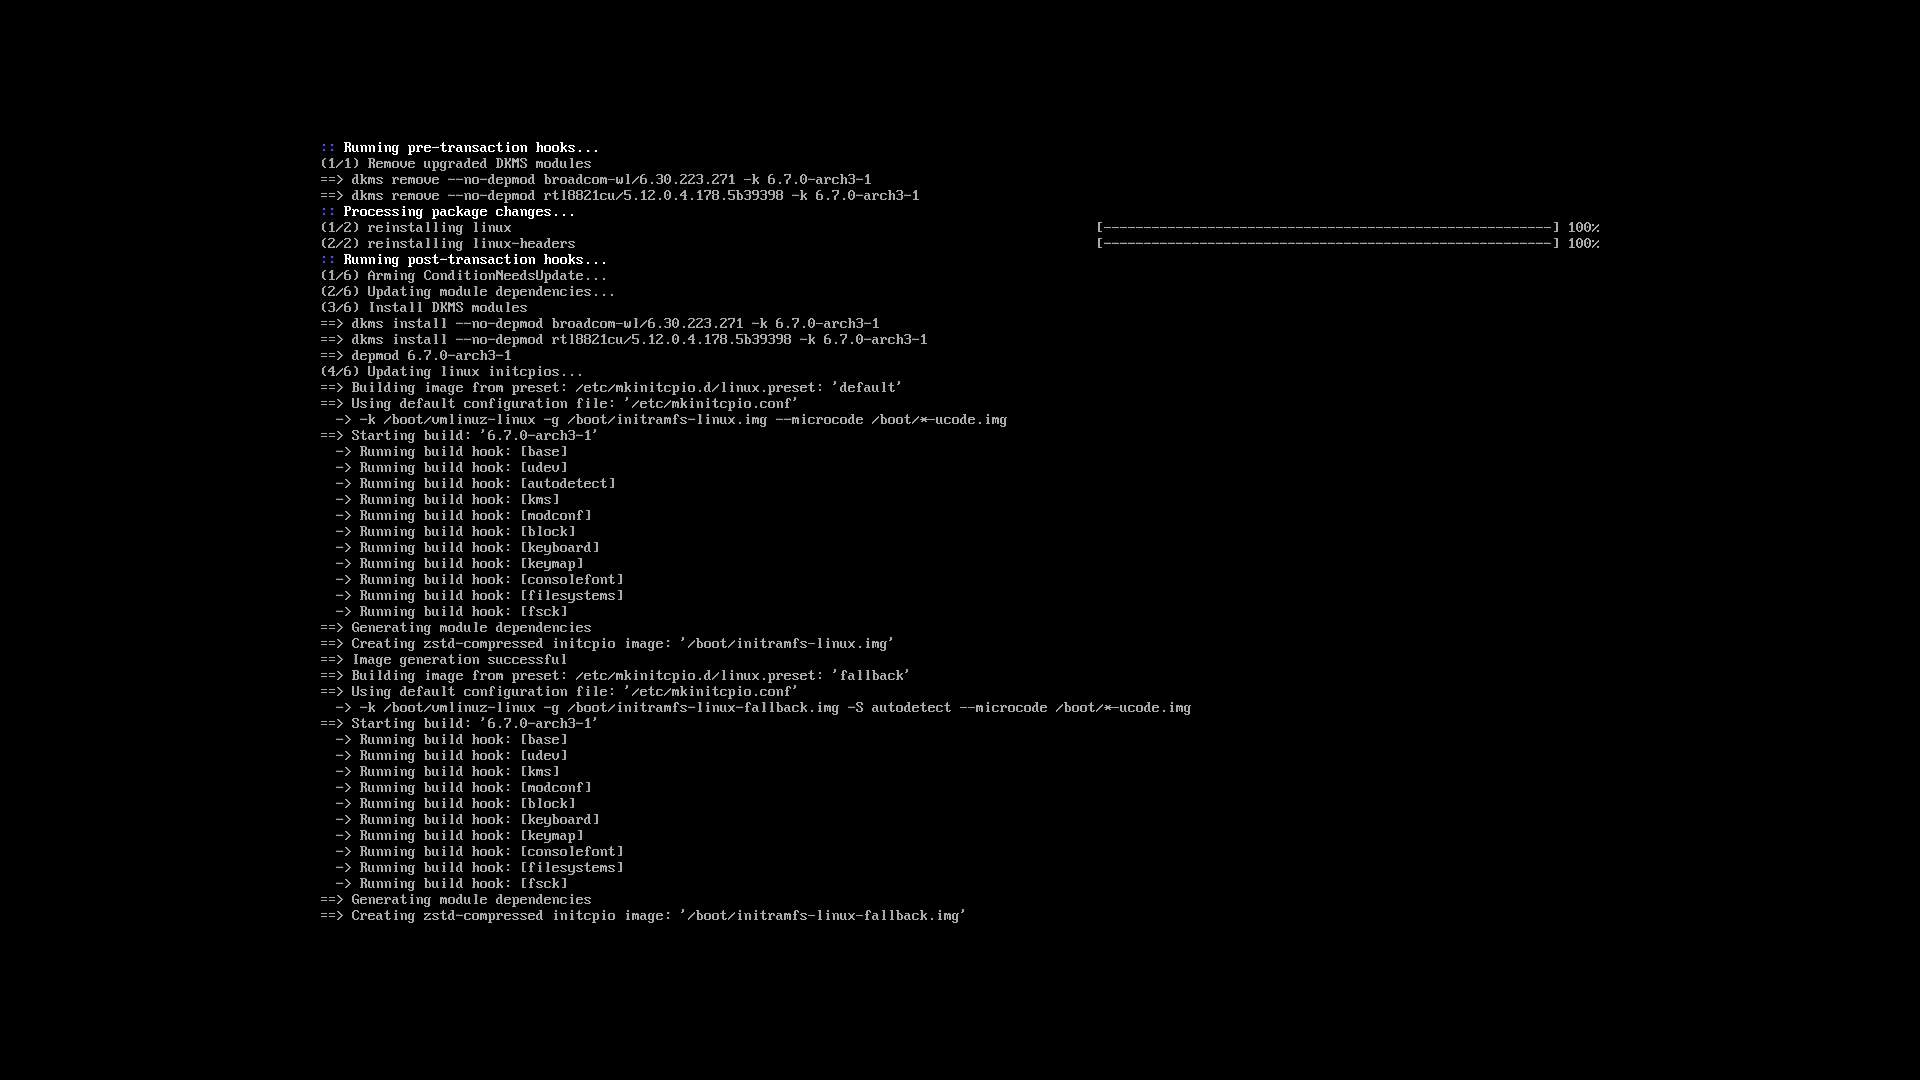 :: Running pre-transaction hooks...
(1/1) Remove upgraded DKMS modules
==> dkms remove --no-depmod broadcom-wl/6.30.223.271 -k 6.7.0-arch3-1
==> dkms remove --no-depmod rtl8821cu/5.12.0.4.178.5b39398 -k 6.7.0-arch3-1
:: Processing package changes...
(1/2) reinstalling linux [--------------------------------------------------------] 100%
(2/2) reinstalling linux-headers [--------------------------------------------------------] 100%
:: Running post-transaction hooks...
(1/6) Arming ConditionNeedsUpdate...
(2/6) Updating module dependencies...
(3/6) Install DKMS modules
==> dkms install --no-depmod broadcom-wl/6.30.223.271 -k 6.7.0-arch3-1
==> dkms install --no-depmod rtl8821cu/5.12.0.4.178.5b39398 -k 6.7.0-arch3-1
==> depmod 6.7.0-arch3-1
(4/6) Updating linux initcpios...
==> Building image from preset: /etc/mkinitcpio.d/linux.preset: 'default'
==> Using default configuration file: '/etc/mkinitcpio.conf'
  -> -k /boot/vmlinuz-linux -g /boot/initramfs-linux.img --microcode /boot/*-ucode.img
==> Starting build: '6.7.0-arch3-1'
  -> Running build hook: [base]
  -> Running build hook: [udev]
  -> Running build hook: [autodetect]
  -> Running build hook: [kms]
  -> Running build hook: [modconf]
  -> Running build hook: [block]
  -> Running build hook: [keyboard]
  -> Running build hook: [keymap]
  -> Running build hook: [consolefont]
  -> Running build hook: [filesystems]
  -> Running build hook: [fsck]
==> Generating module dependencies
==> Creating zstd-compressed initcpio image: '/boot/initramfs-linux.img'
==> Image generation successful
==> Building image from preset: /etc/mkinitcpio.d/linux.preset: 'fallback'
==> Using default configuration file: '/etc/mkinitcpio.conf'
  -> -k /boot/vmlinuz-linux -g /boot/initramfs-linux-fallback.img -S autodetect --microcode /boot/*-ucode.img
==> Starting build: '6.7.0-arch3-1'
  -> Running build hook: [base]
  -> Running build hook: [udev]
  -> Running build hook: [kms]
  -> Running build hook: [modconf]
  -> Running build hook: [block]
  -> Running build hook: [keyboard]
  -> Running build hook: [keymap]
  -> Running build hook: [consolefont]
  -> Running build hook: [filesystems]
  -> Running build hook: [fsck]
==> Generating module dependencies
==> Creating zstd-compressed initcpio image: '/boot/initramfs-linux-fallback.img'